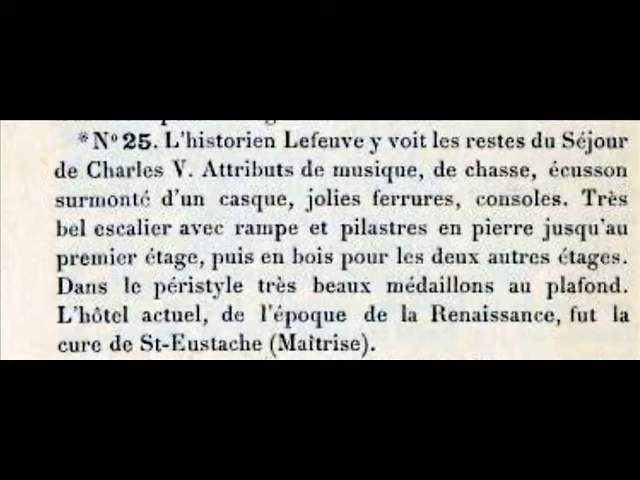 *N° 25. L'historien Lefeuve y voit les restes du Séjour
de Charles V. Attributs de musique, de chasse, écusson
surmonté d'un casque, jolies ferrures, consoles. Très
bel escalier avec rampe et pilastres en pierre jusqu'au
premier étage, puis en bois pour les deux autres étages.
Dans le péristyle très beaux médaillons au plafond.
L'hôtel actuel, de l'époque de la Renaissance, fut la
cure de St-Eustache (Maîtrise).